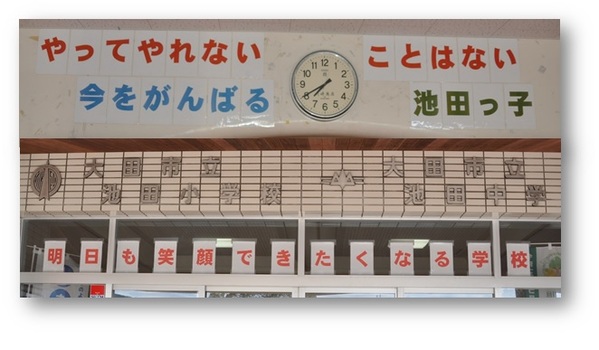 やってやれない ことはない
今をがんばる 池田っ子
大田市立 大田市立
池田小学校 池田中学
明日も笑顔できたくなる学校